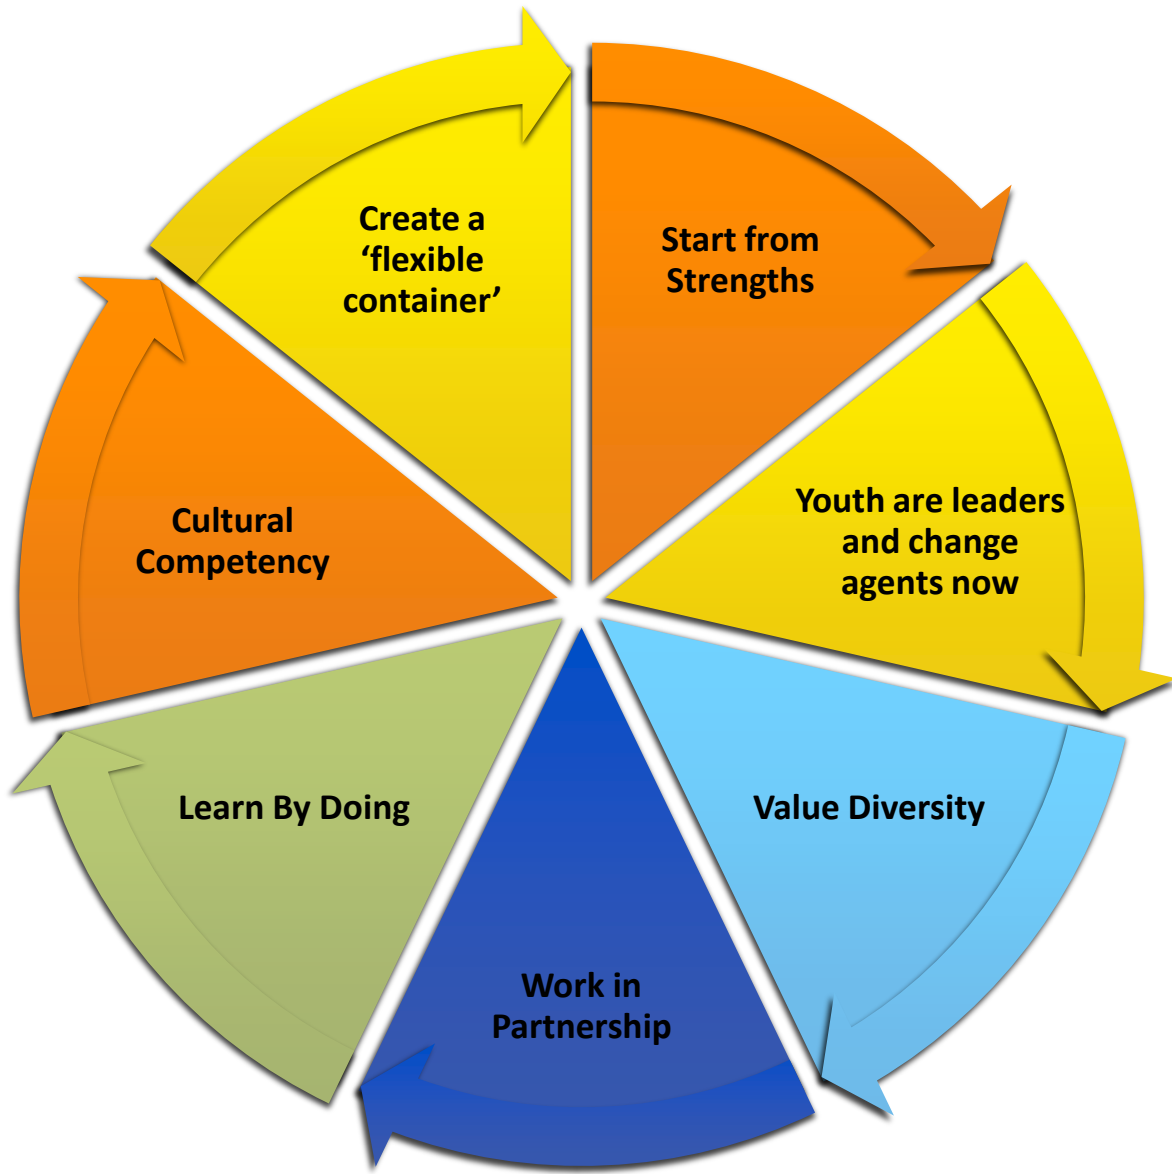 Create a
‘flexible
container’
Start from
Strengths
Youth are leaders
and change
agents now
Cultural
Competency
Learn By Doing
Value Diversity
Work in
Partnership